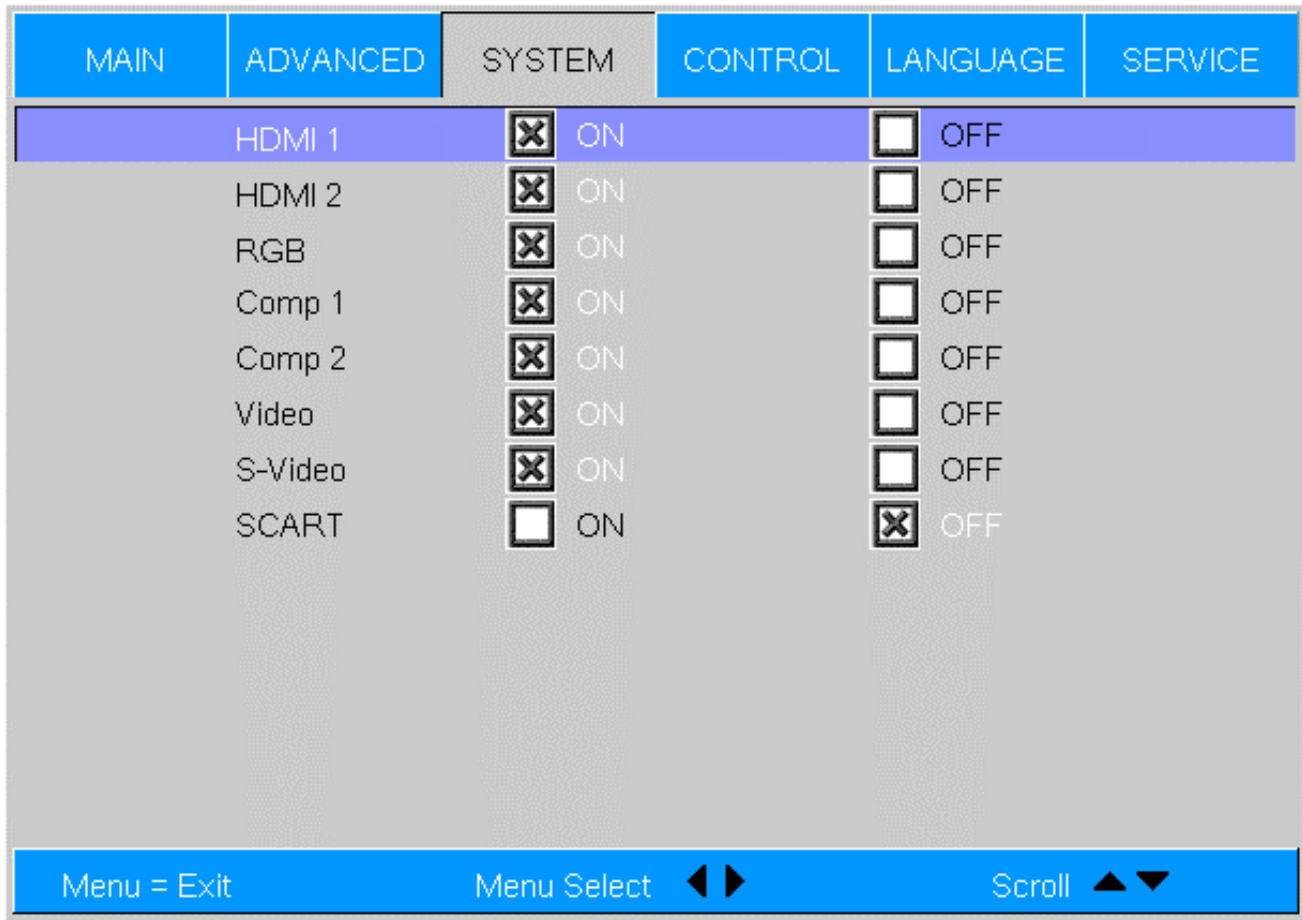 MAIN ADVANCED SYSTEM CONTROL LANGUAGE SERVICE
HDMI 1 ON OFF
HDMI 2 ON OFF
RGB ON OFF
Comp 1 ON OFF
Comp 2 ON OFF
Video ON OFF
S-Video ON OFF
SCART ON OFF
Menu = Exit Menu Select Scroll